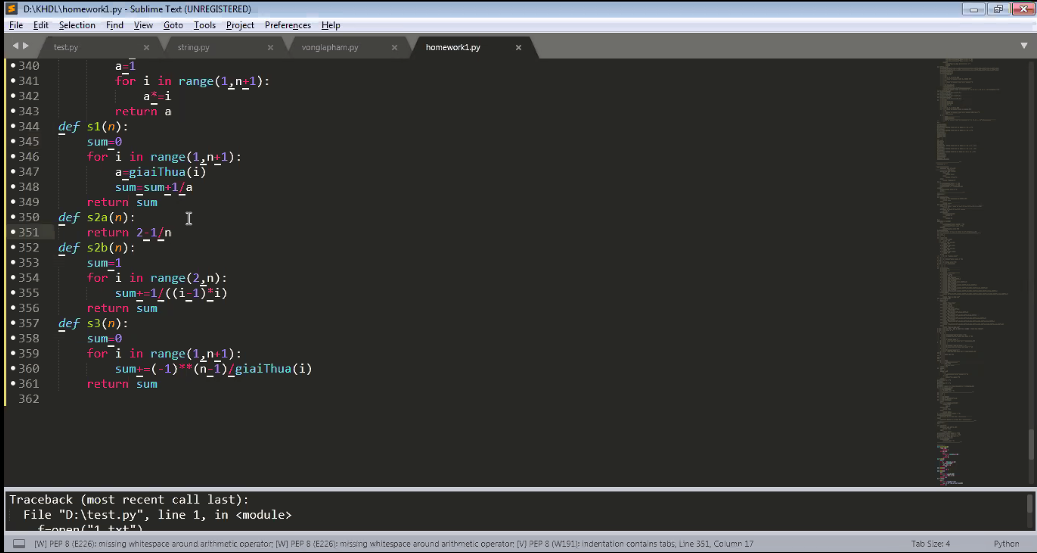 D:\KHDL\homework1.py - Sublime Text (UNREGISTERED)
File Edit Selection Find View Goto Tools Project Preferences Help
test.py string.py vonglapham.py homework1.py
340 a=1
341 for i in range(1,n+1):
342 a*=i
343 return a
344 def s1(n):
345 sum=0
346 for i in range(1,n+1):
347 a=giaiThua(i)
348 sum=sum+1/a
349 return sum
350 def s2a(n):
351 return 2-1/n
352 def s2b(n):
353 sum=1
354 for i in range(2,n):
355 sum+=1/((i-1)*i)
356 return sum
357 def s3(n):
358 sum=0
359 for i in range(1,n+1):
360 sum+=(-1)**(n-1)/giaiThua(i)
361 return sum
362
Traceback (most recent call last):
File "D:\test.py", line 1, in <module>
f=open("1.txt")
[W] PEP 8 (E226): missing whitespace around arithmetic operator; [W] PEP 8 (E226): missing whitespace around arithmetic operator; [V] PEP 8 (W191): indentation contains tabs, Line 351, Column 17 Tab Size: 4 Python